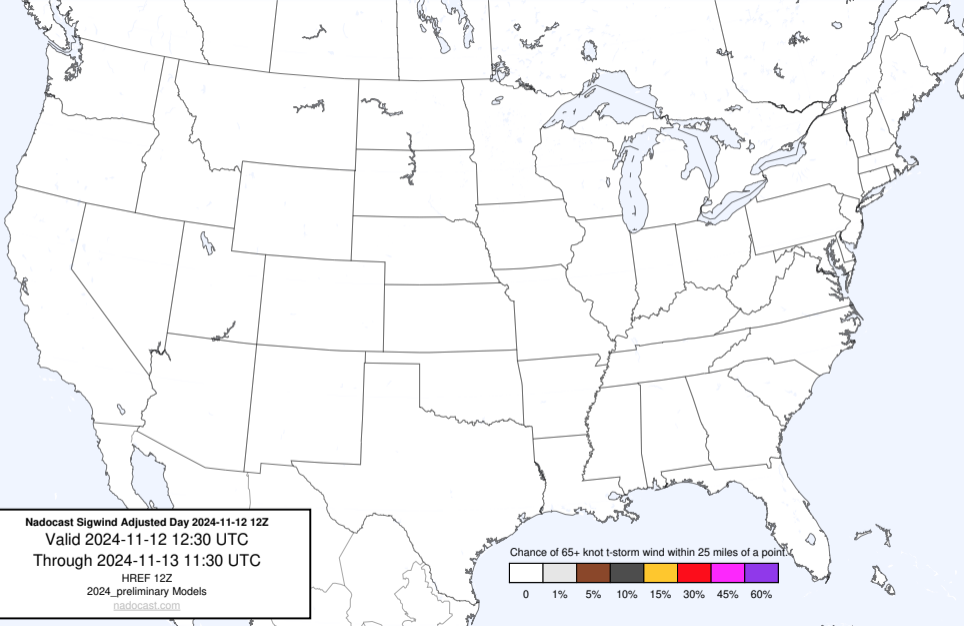 Nadocast Sigwind Adjusted Day 2024-11-12 12Z
Valid 2024-11-12 12:30 UTC
Through 2024-11-13 11:30 UTC
HREF 12Z
2024_preliminary Models
nadocast.com
Chance of 65+ knot t-storm wind within 25 miles of a point.
0 1% 5% 10% 15% 30% 45% 60%